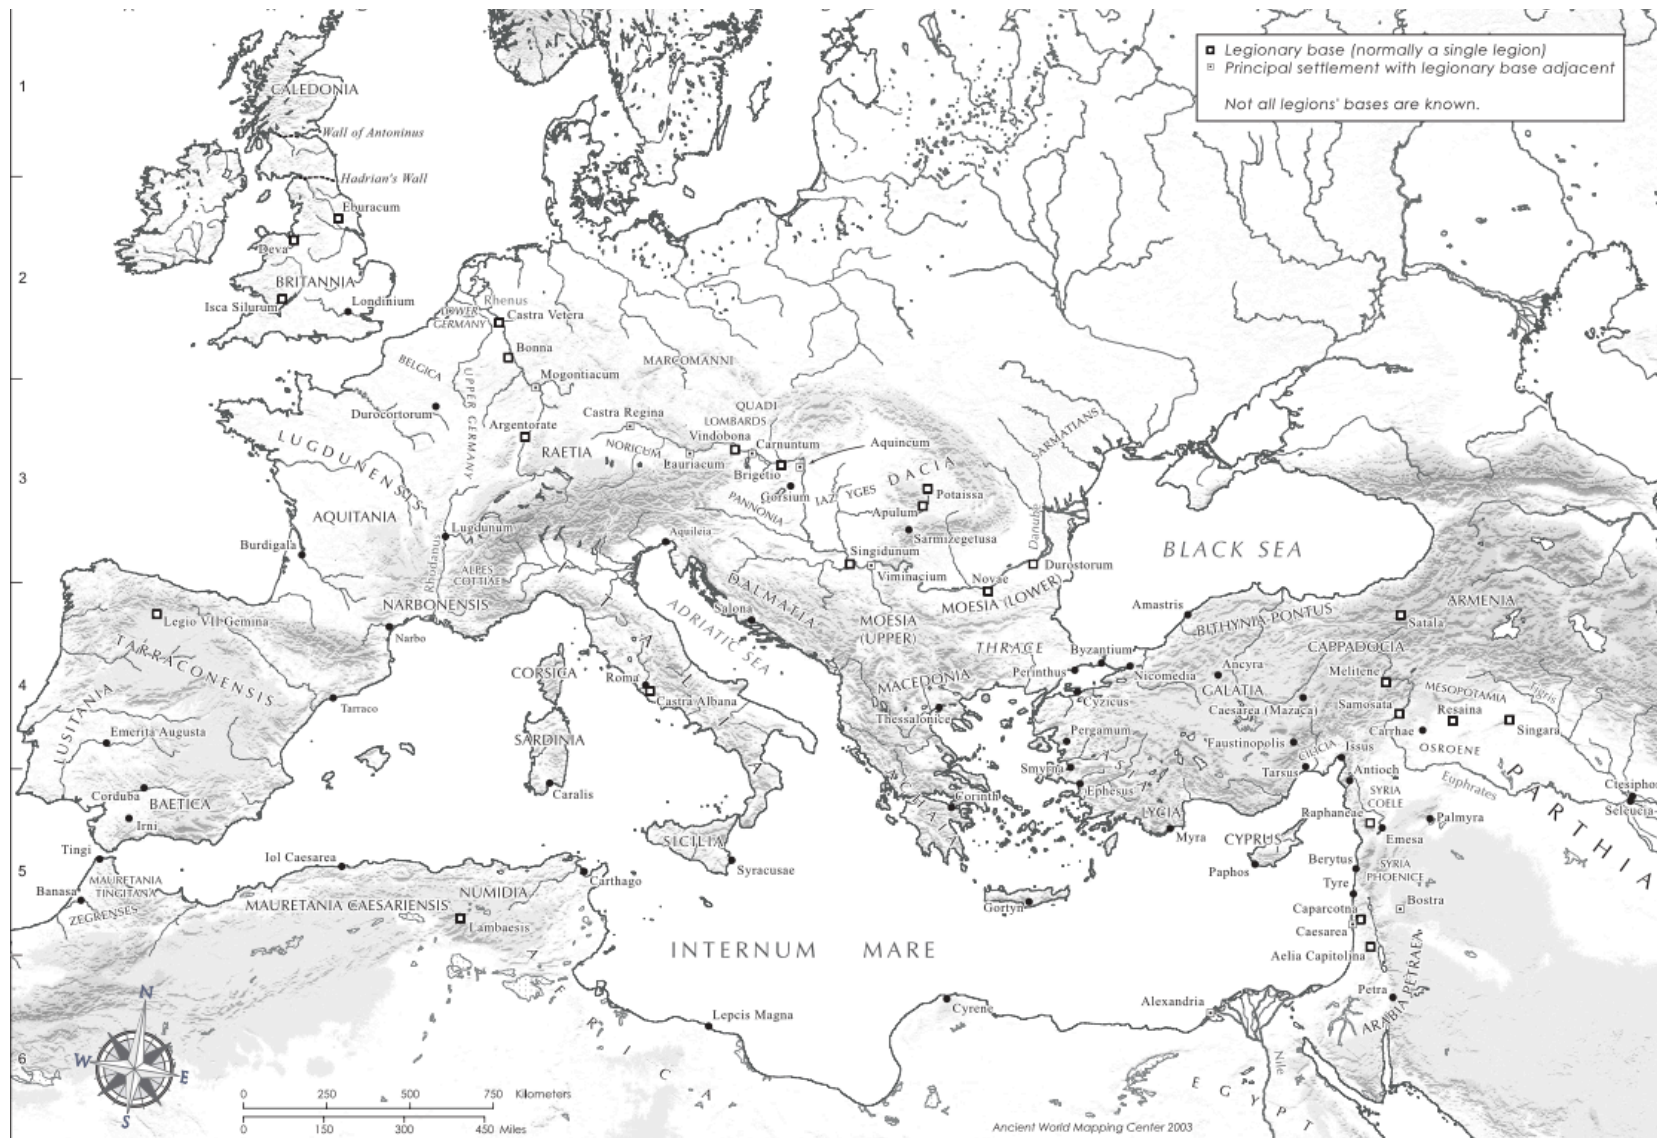 Legionary base (normally a single legion)
Principal settlement with legionary base adjacent
Not all legions' bases are known.
1
CALEDONIA
Wall of Antoninus
Hadrian's Wall
Eburacum
Deva
2
BRITANNIA
Isca Silurum
Londinium
Rhenus
LOWER
GERMANY
Castra Vetera
Bonna
BELGICA
MARCOMANNI
Mogontiacum
UPPER GERMANY
Durocortorum
Castra Regina
QUADI
LOMBARDS
SARMATIANS
Argentorate
Vindobona
Carnuntum
Aquincum
LUGDUNENSIS
RAETIA
NORICUM
Lauriacum
Brigetio
DACIA
3
Gorsium
IAZYGES
Potaissa
PANNONIA
Apulum
AQUITANIA
Lugdunum
Aquileia
Sarmizegetusa
Danube
Burdigala
Rhodanus
ALPES
COTTIAE
Singidunum
Viminacium
Durostorum
BLACK SEA
Novae
NARBONENSIS
DALMATIA
MOESIA (LOWER)
Legio VII Gemina
ITALIA
ADRIATIC SEA
Salona
MOESIA
(UPPER)
Amastris
BITHYNIA-PONTUS
ARMENIA
Satala
Narbo
TARRACONENSIS
THRACE
Byzantium
CAPPADOCIA
4
CORSICA
Roma
Castra Albana
MACEDONIA
Perinthus
Nicomedia
Ancyra
Melitene
GALATIA
MESOPOTAMIA
Tigris
Tarraco
LUSITANIA
Thessalonice
Cyzicus
Caesarea (Mazaca)
Samosata
Resaina
Emerita Augusta
SARDINIA
Pergamum
Faustinopolis
Carrhae
Singara
CILICIA
Issus
OSROENE
Smyrna
ASIA
Tarsus
Antioch
PARTHIA
Corduba
BAETICA
Caralis
Corinth
Ephesus
SYRIA
COELE
Euphrates
Ctesiphon
Seleucia-
Irni
ACHAIA
LYCIA
Raphaneae
Palmyra
SICILIA
Myra
CYPRUS
Emesa
Tingi
Iol Caesarea
5
Carthago
Syracusae
Paphos
Berytus
SYRIA
PHOENICE
Banasa
MAURETANIA
TINGITANA
NUMIDIA
Tyre
ZEGRENSES
MAURETANIA CAESARIENSIS
Gortyn
Caparcotna
Bostra
Lambaesis
Caesarea
INTERNUM MARE
Aelia Capitolina
AFRICA
Petra
ARABIA PETRAEA
Alexandria
Lepcis Magna
Cyrene
N
W
E
S
6
Nile
EGYPT
0 250 500 750 Kilometers
0 150 300 450 Miles
Ancient World Mapping Center 2003